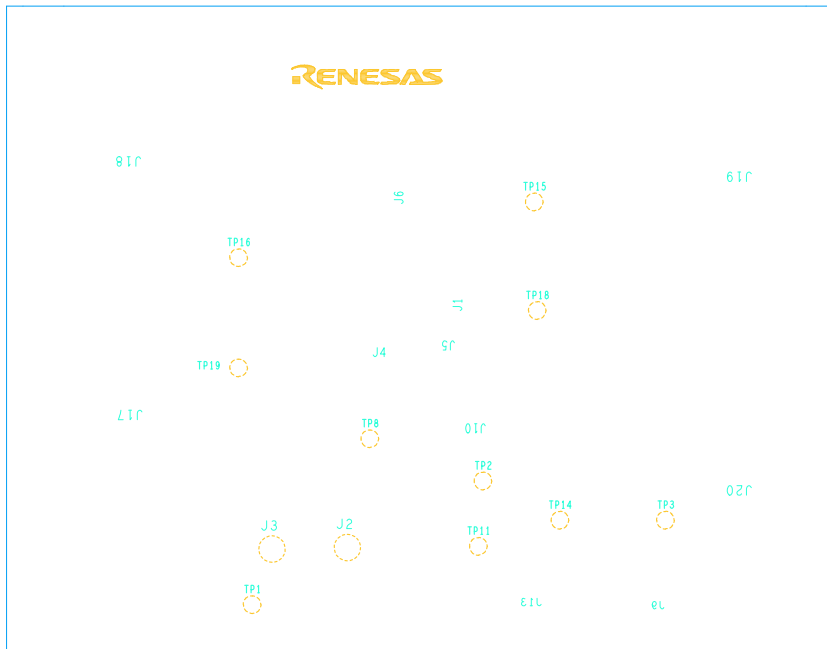 RENESAS
J18
J19
TP15
J6
TP16
TP18
J1
J5
J4
TP19
J17
TP8
J10
TP2
J20
TP14
TP3
J3
J2
TP11
TP1
J13
J9